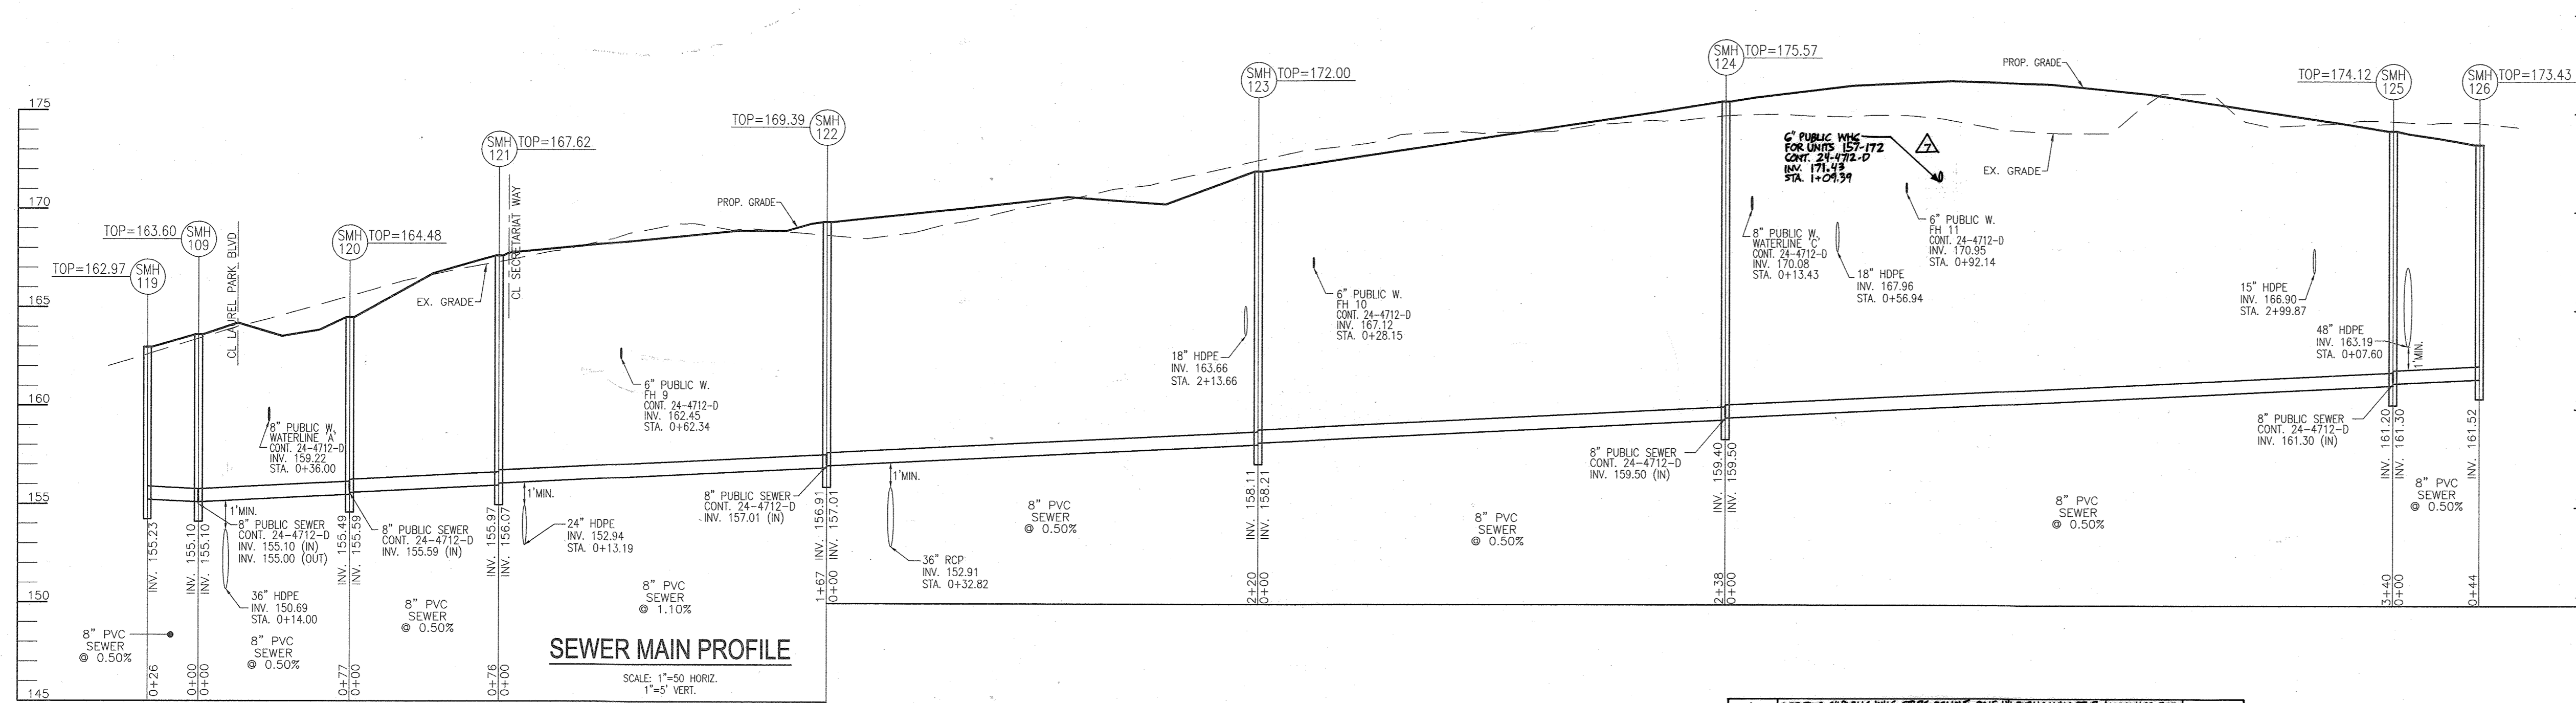 175
170
165
160
155
150
145
TOP=162.97
SMH
119
TOP=163.60
SMH
109
CL LAUREL PARK BLVD
SMH
120
TOP=164.48
SMH
121
TOP=167.62
CL SECRETARIAT WAY
EX. GRADE
PROP. GRADE
TOP=169.39
SMH
122
SMH
123
TOP=172.00
SMH
124
TOP=175.57
PROP. GRADE
EX. GRADE
TOP=174.12
SMH
125
SMH
126
TOP=173.43
8" PUBLIC W.
WATERLINE 'A'
CONT. 24-4712-D
INV. 159.22
STA. 0+36.00
6" PUBLIC W.
FH 9
CONT. 24-4712-D
INV. 162.45
STA. 0+62.34
18" HDPE
INV. 163.66
STA. 2+13.66
6" PUBLIC W.
FH 10
CONT. 24-4712-D
INV. 167.12
STA. 0+28.15
6" PUBLIC WHC
FOR UNITS 157-172
CONT. 24-4712-D
INV. 171.43
STA. 1+09.39
7
8" PUBLIC W.
WATERLINE 'C'
CONT. 24-4712-D
INV. 170.08
STA. 0+13.43
18" HDPE
INV. 167.96
STA. 0+56.94
6" PUBLIC W.
FH 11
CONT. 24-4712-D
INV. 170.95
STA. 0+92.14
15" HDPE
INV. 166.90
STA. 2+99.87
48" HDPE
INV. 163.19
STA. 0+07.60
1'MIN.
1'MIN.
8" PUBLIC SEWER
CONT. 24-4712-D
INV. 155.10 (IN)
INV. 155.00 (OUT)
36" HDPE
INV. 150.69
STA. 0+14.00
8" PUBLIC SEWER
CONT. 24-4712-D
INV. 155.59 (IN)
1'MIN.
24" HDPE
INV. 152.94
STA. 0+13.19
8" PUBLIC SEWER
CONT. 24-4712-D
INV. 157.01 (IN)
1'MIN.
36" RCP
INV. 152.91
STA. 0+32.82
8" PUBLIC SEWER
CONT. 24-4712-D
INV. 159.50 (IN)
8" PUBLIC SEWER
CONT. 24-4712-D
INV. 161.30 (IN)
INV. 155.23
INV. 155.10
INV. 155.10
INV. 155.49
INV. 155.59
INV. 155.97
INV. 156.07
INV. 156.91
INV. 157.01
INV. 158.11
INV. 158.21
INV. 159.40
INV. 159.50
INV. 161.20
INV. 161.30
INV. 161.52
8" PVC
SEWER
@ 0.50%
8" PVC
SEWER
@ 0.50%
8" PVC
SEWER
@ 0.50%
8" PVC
SEWER
@ 1.10%
8" PVC
SEWER
@ 0.50%
8" PVC
SEWER
@ 0.50%
8" PVC
SEWER
@ 0.50%
8" PVC
SEWER
@ 0.50%
0+26
0+00
0+00
0+77
0+00
0+76
0+00
1+67
0+00
2+20
0+00
2+38
0+00
3+40
0+00
0+44
SEWER MAIN PROFILE
SCALE: 1"=50 HORIZ.
1"=5' VERT.